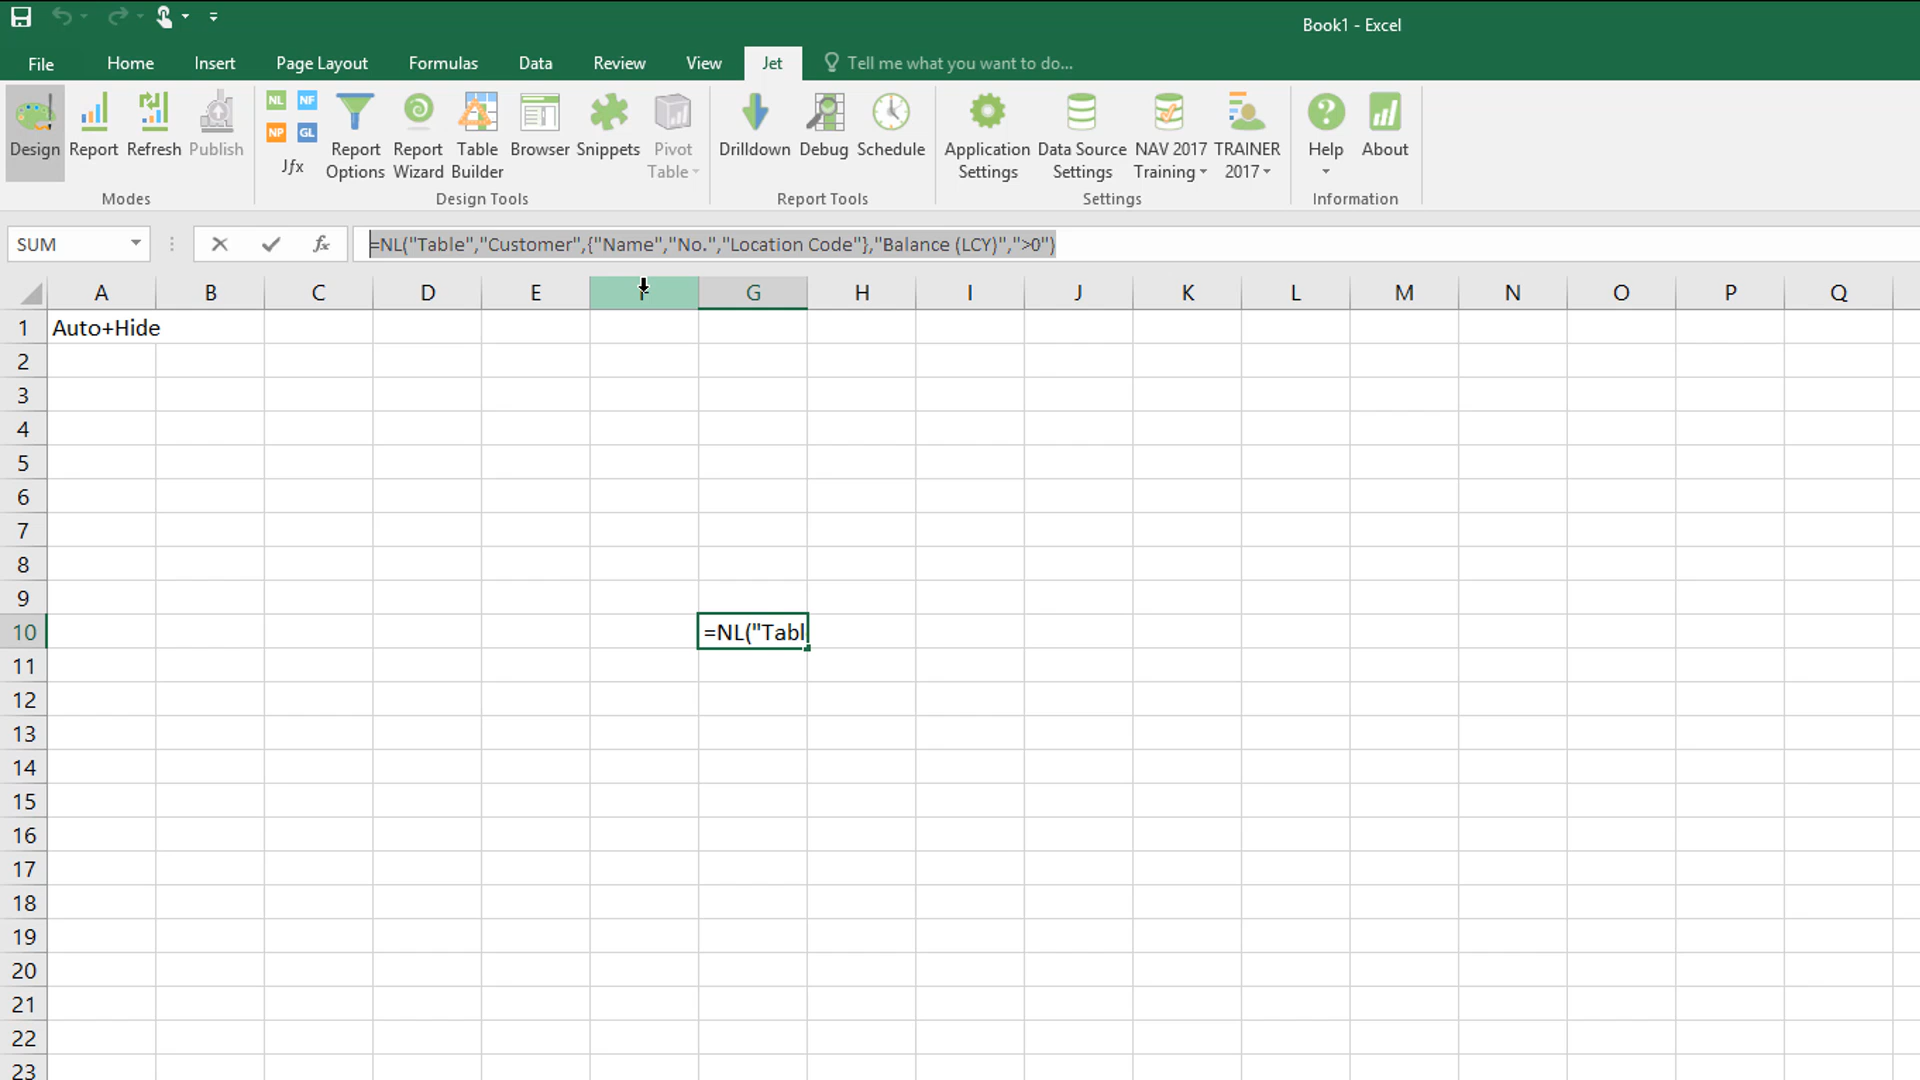 Book1 - Excel
File Home Insert Page Layout Formulas Data Review View Jet Tell me what you want to do...
NL NF
NP GL
Jƒx
Design Report Refresh Publish Report Options Report Wizard Table Builder Browser Snippets Pivot Table Drilldown Debug Schedule Application Settings Data Source Settings NAV 2017 Training TRAINER 2017 Help About
Modes Design Tools Report Tools Settings Information
SUM fx =NL("Table","Customer",{"Name","No.","Location Code"},"Balance (LCY)",">0")
A B C D E F G H I J K L M N O P Q
1 Auto+Hide
2
3
4
5
6
7
8
9
10 =NL("Tabl
11
12
13
14
15
16
17
18
19
20
21
22
23